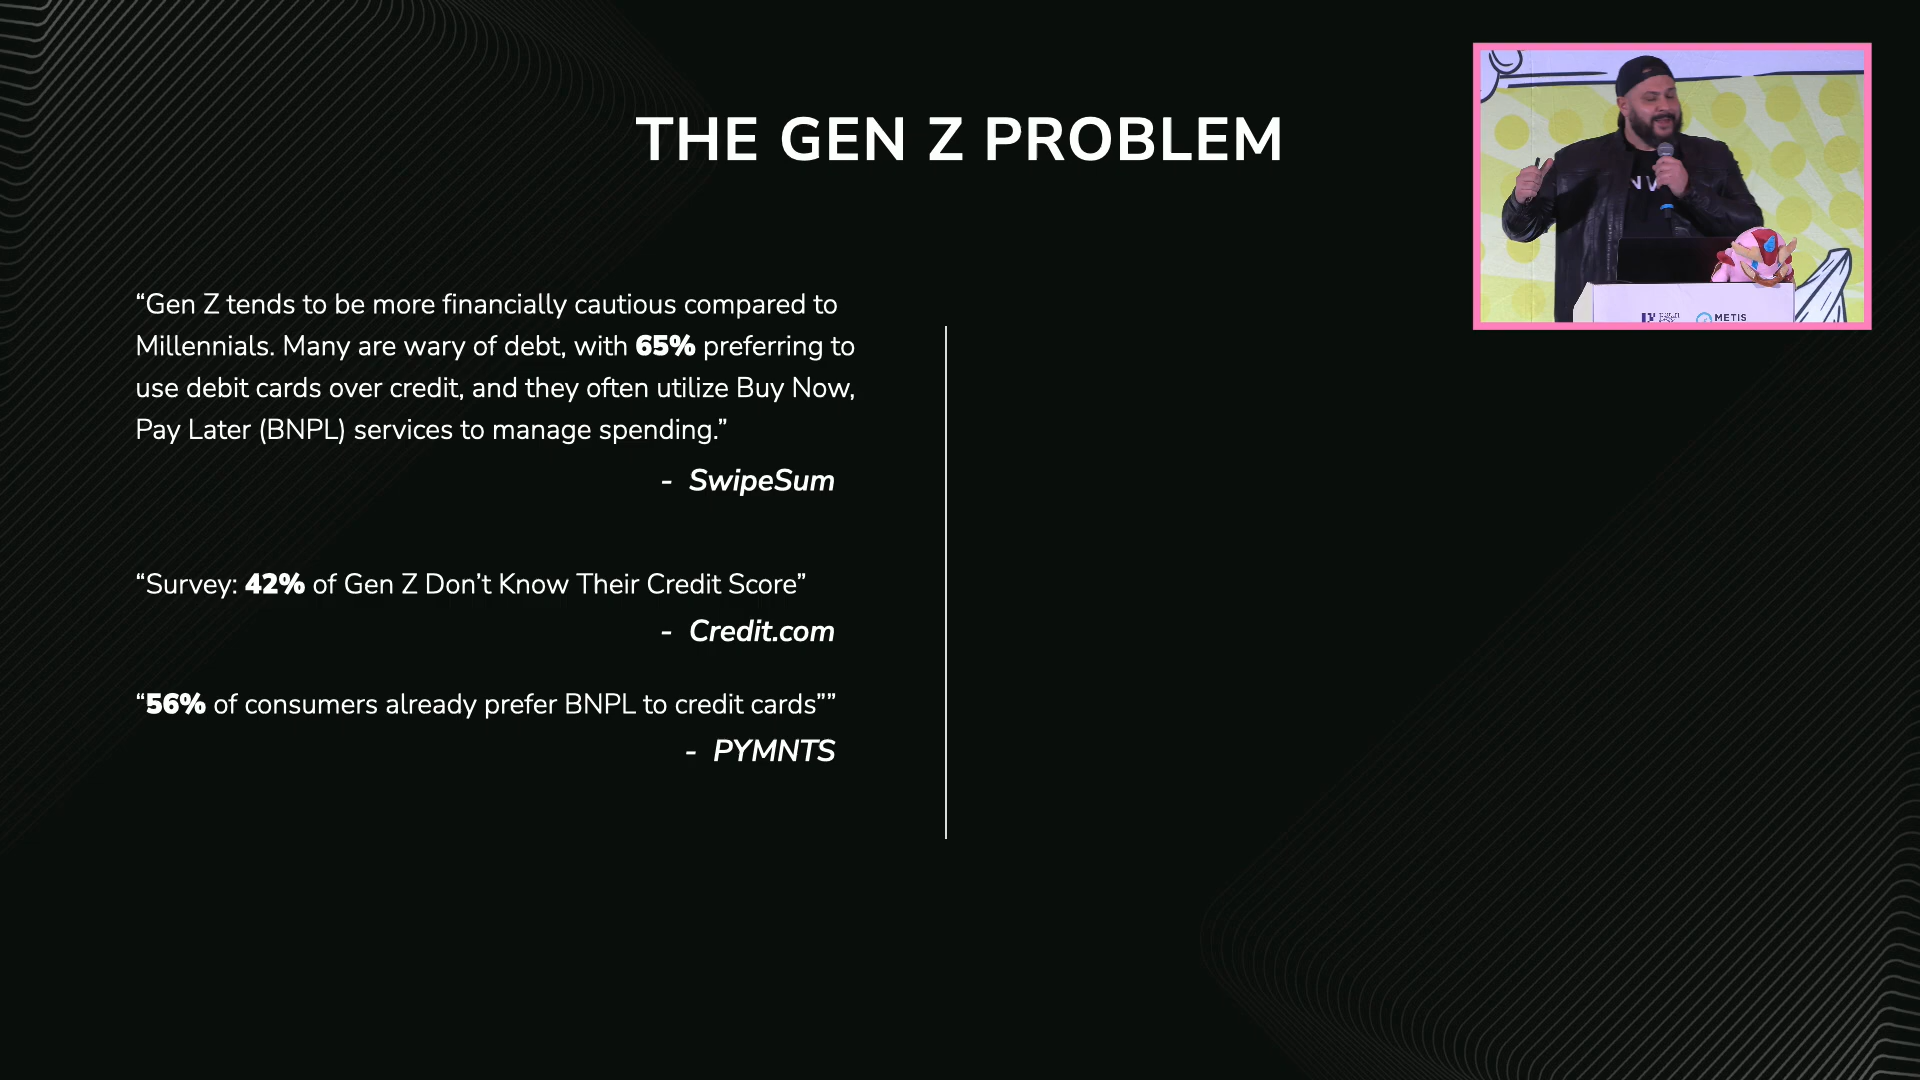 THE GEN Z PROBLEM
“Gen Z tends to be more financially cautious compared to
Millennials. Many are wary of debt, with 65% preferring to
use debit cards over credit, and they often utilize Buy Now,
Pay Later (BNPL) services to manage spending.”
- SwipeSum
“Survey: 42% of Gen Z Don’t Know Their Credit Score”
- Credit.com
“56% of consumers already prefer BNPL to credit cards””
- PYMNTS
METIS